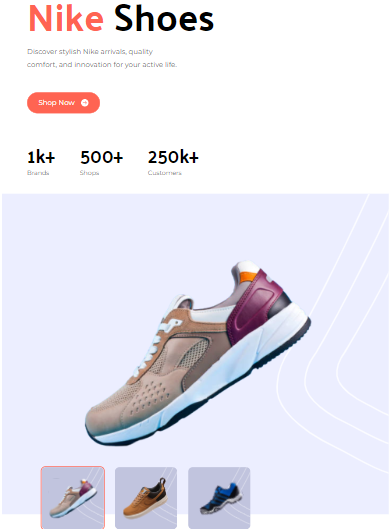 Nike Shoes
Discover stylish Nike arrivals, quality
comfort, and innovation for your active life.
Shop Now
1k+ 500+ 250k+
Brands Shops Customers